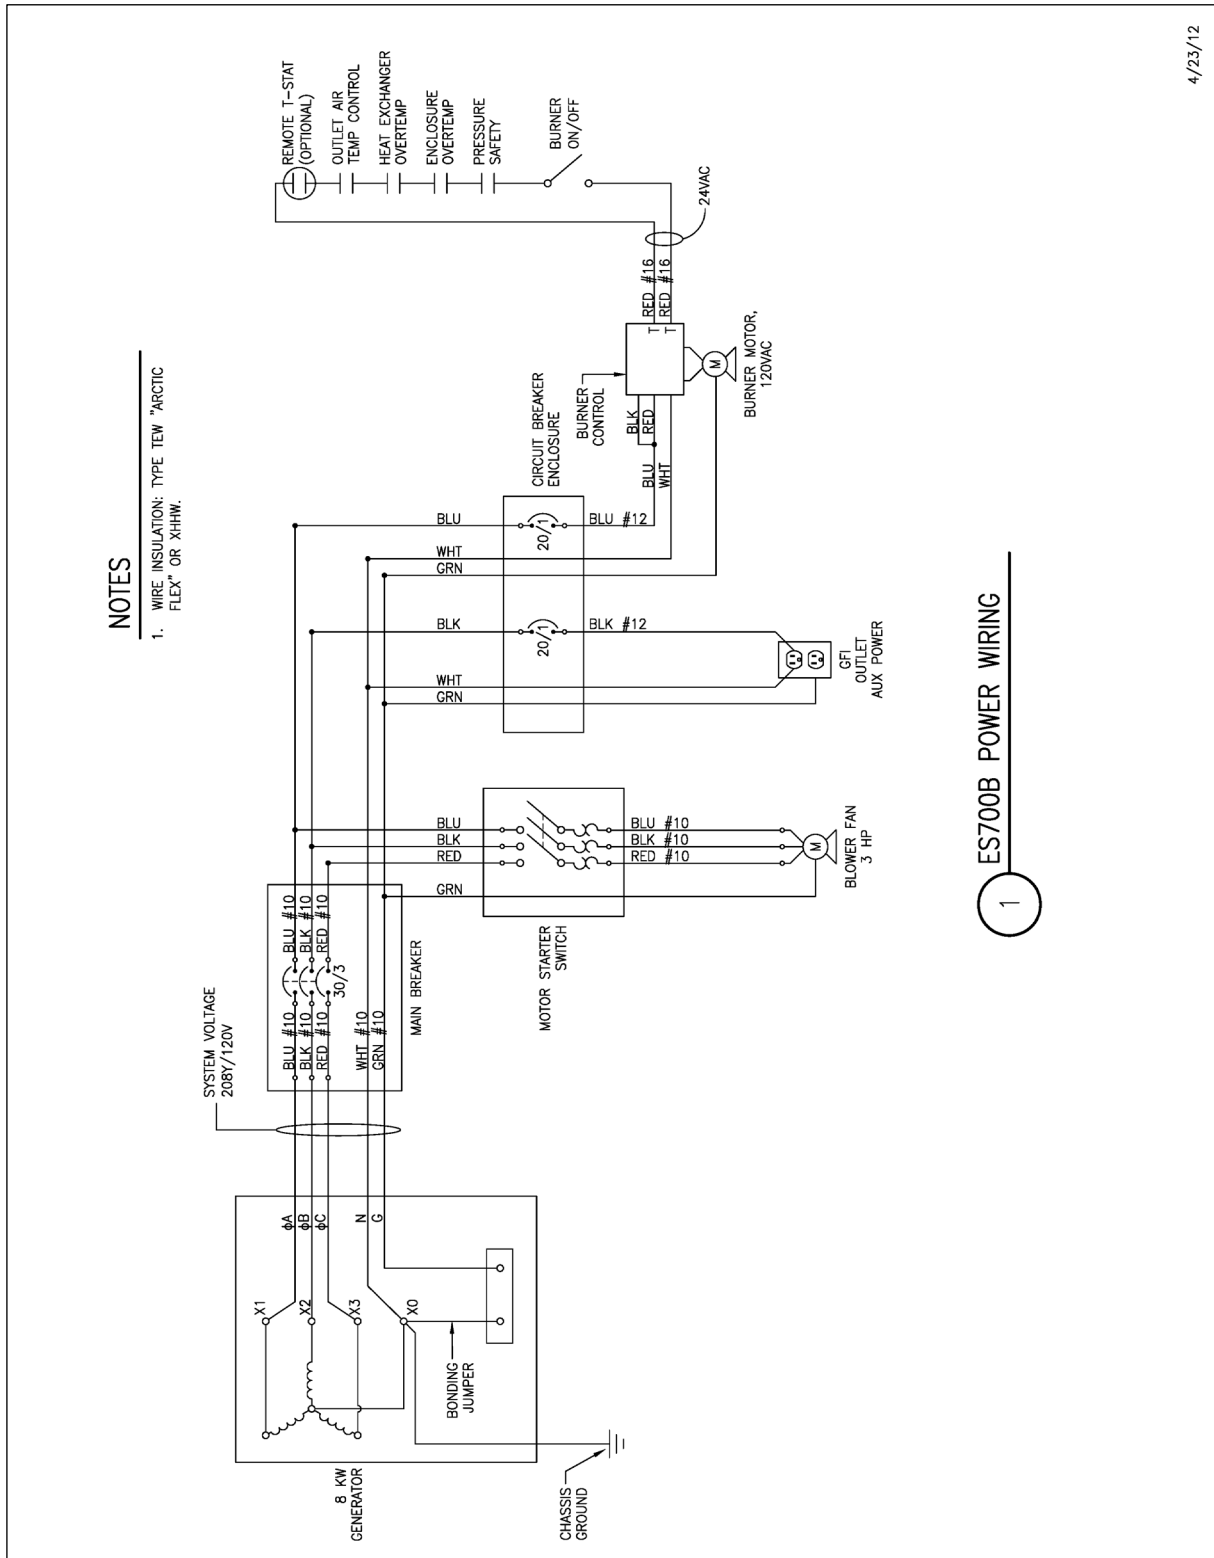 NOTES
1. WIRE INSULATION: TYPE TEW "ARCTIC
FLEX" OR XHHW.
SYSTEM VOLTAGE
208Y/120V
8 KW
GENERATOR
X1
X2
X3
X0
ϕA
ϕB
ϕC
N
G
BONDING
JUMPER
CHASSIS
GROUND
BLU #10
BLK #10
RED #10
WHT #10
GRN #10
30/3
BLU #10
BLK #10
RED #10
MAIN BREAKER
BLU
BLK
RED
GRN
MOTOR STARTER
SWITCH
BLU #10
BLK #10
RED #10
M
BLOWER FAN
3 HP
BLK
WHT
GRN
20/1
BLK #12
GFI
OUTLET
AUX POWER
BLU
WHT
GRN
20/1
BLU #12
CIRCUIT BREAKER
ENCLOSURE
BLU
WHT
BLK
RED
BURNER
CONTROL
T
T
M
BURNER MOTOR,
120VAC
RED #16
RED #16
24VAC
REMOTE T-STAT
(OPTIONAL)
OUTLET AIR
TEMP CONTROL
HEAT EXCHANGER
OVERTEMP
ENCLOSURE
OVERTEMP
PRESSURE
SAFETY
BURNER
ON/OFF
1
ES700B POWER WIRING
4/23/12